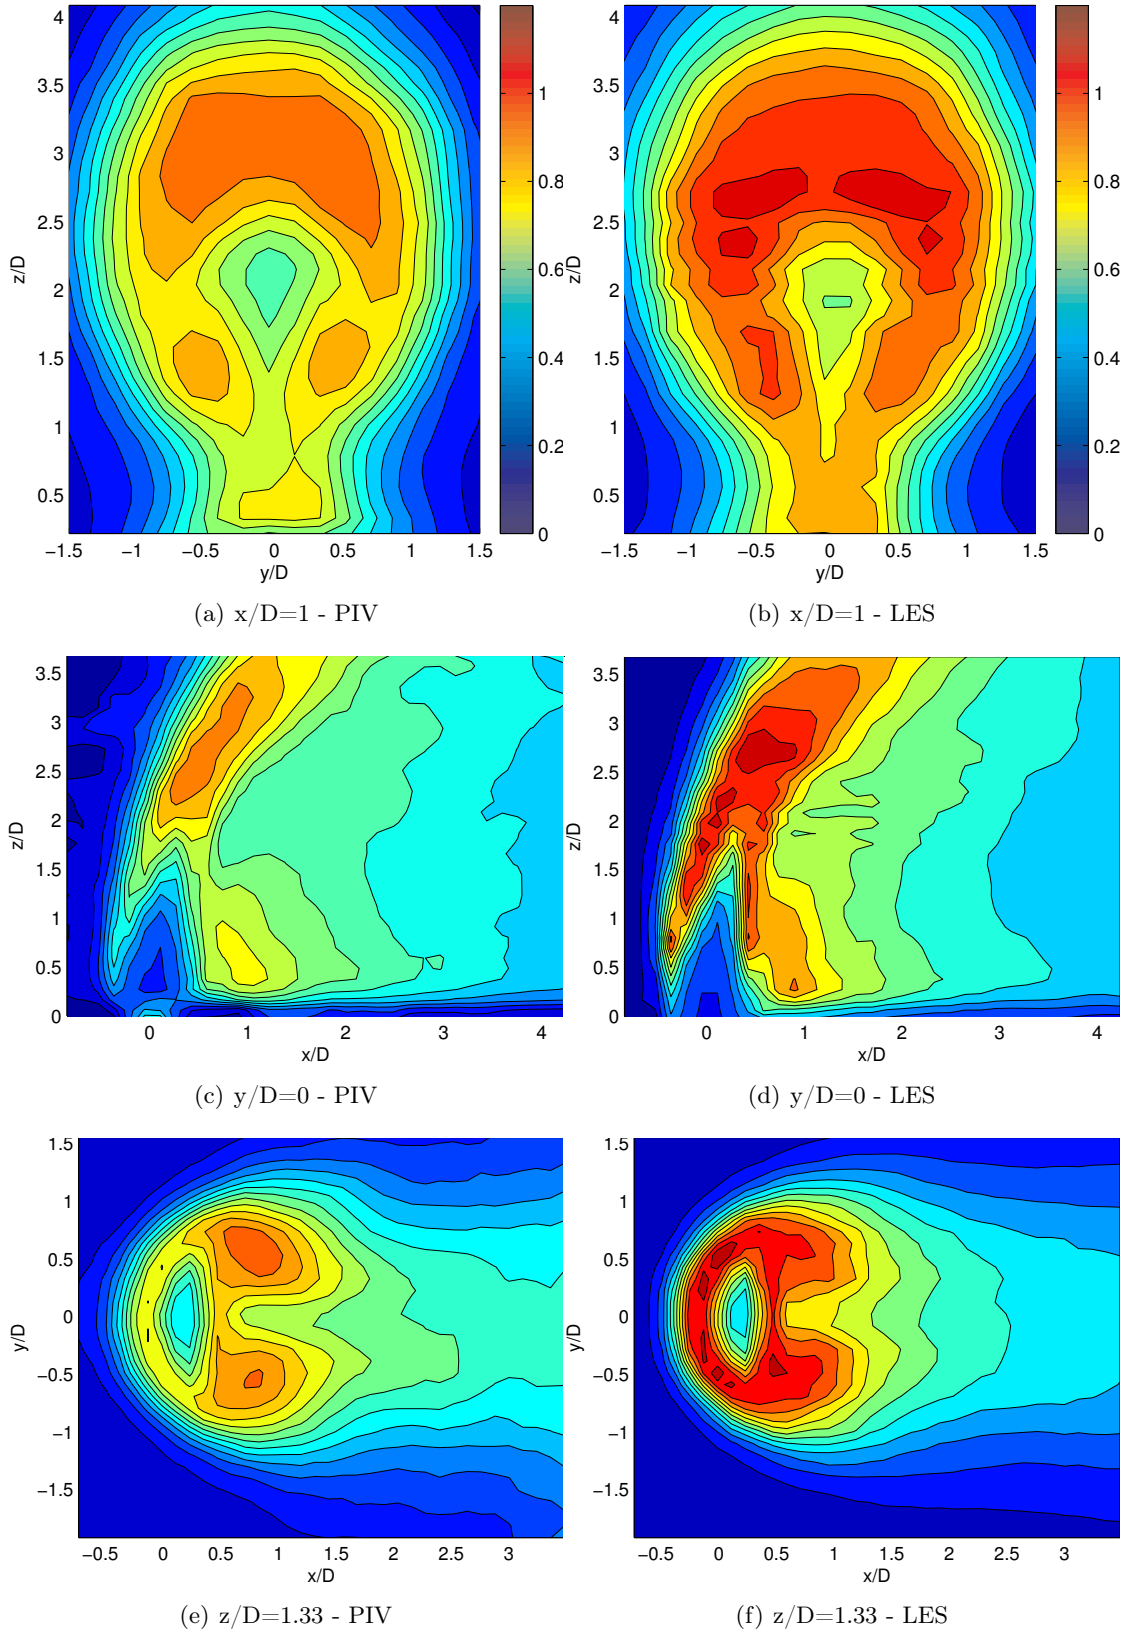 4
3.5
3
2.5
2
1.5
1
0.5
z/D
−1.5 −1 −0.5 0 0.5 1 1.5
y/D
1
0.8
0.6
0.4
0.2
0
(a) x/D=1 - PIV
4
3.5
3
2.5
2
1.5
1
0.5
z/D
−1.5 −1 −0.5 0 0.5 1 1.5
y/D
1
0.8
0.6
0.4
0.2
0
(b) x/D=1 - LES
3.5
3
2.5
2
1.5
1
0.5
0
z/D
0 1 2 3 4
x/D
(c) y/D=0 - PIV
3.5
3
2.5
2
1.5
1
0.5
0
z/D
0 1 2 3 4
x/D
(d) y/D=0 - LES
1.5
1
0.5
0
−0.5
−1
−1.5
y/D
−0.5 0 0.5 1 1.5 2 2.5 3
x/D
(e) z/D=1.33 - PIV
1.5
1
0.5
0
−0.5
−1
−1.5
y/D
−0.5 0 0.5 1 1.5 2 2.5 3
x/D
(f) z/D=1.33 - LES